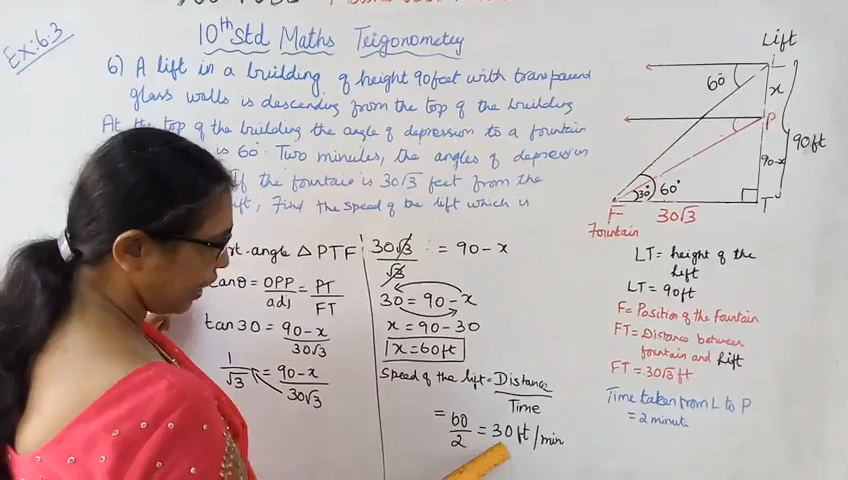 Ex:6.3
10th Std Maths Trigonometry
6) A lift in a building of height 90feet with transparent
glass walls is descending from the top of the building
At the top of the building the angle of depression to a fountain
is 60° Two minutes, the angles of depression
If the fountain is 30√3 feet from the
Find the speed of the lift which is
rt.angle △ PTF
tanθ = OPP/adj = PT/FT
tan30 = 90-x/30√3
1/√3 = 90-x/30√3
30√3/√3 = 90-x
30 = 90-x
x = 90-30
x=60ft
Speed of the lift = Distance/Time
= 60/2 = 30ft/min
Lift
L
60°
x
P
90ft
90-x
30°
60°
F
30√3
T
Fountain
LT = height of the
lift
LT = 90ft
F = Position of the Fountain
FT = Distance between
fountain and lift
FT = 30√3 ft
Time taken from L to P
= 2 minute